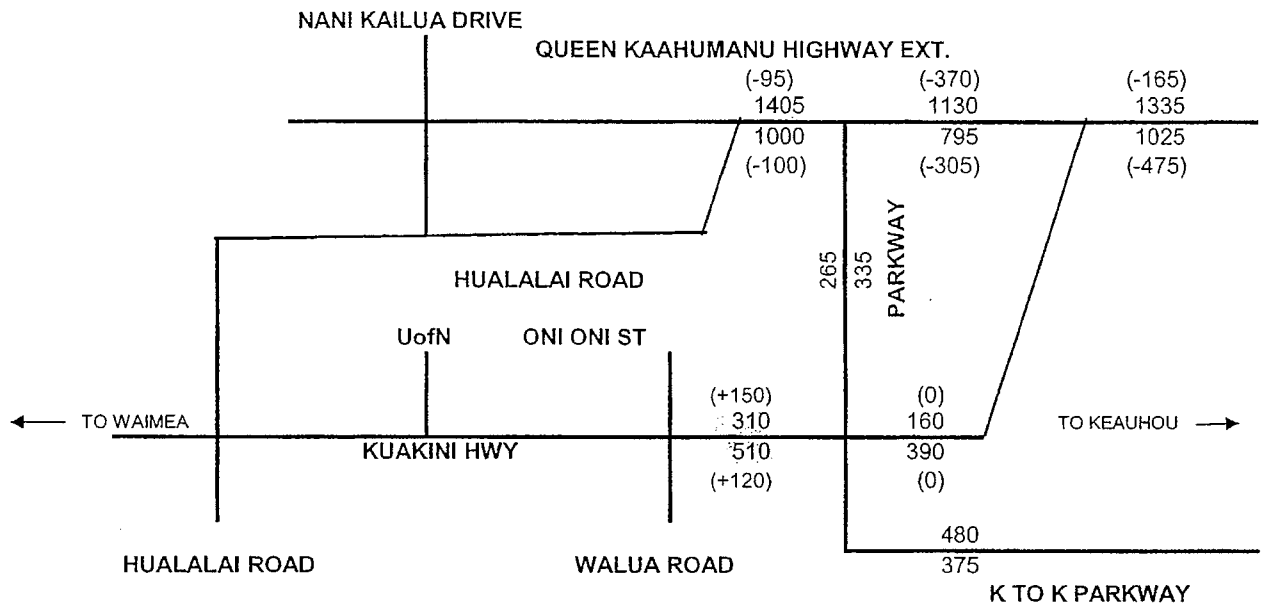 NANI KAILUA DRIVE
QUEEN KAAHUMANU HIGHWAY EXT.
(-95) (-370) (-165)
1405 1130 1335
1000 795 1025
(-100) (-305) (-475)
265 335 PARKWAY
HUALALAI ROAD
UofN ONI ONI ST
(+150) (0)
TO WAIMEA 310 160 TO KEAUHOU
KUAKINI HWY 510 390
(+120) (0)
480
HUALALAI ROAD WALUA ROAD 375
K TO K PARKWAY